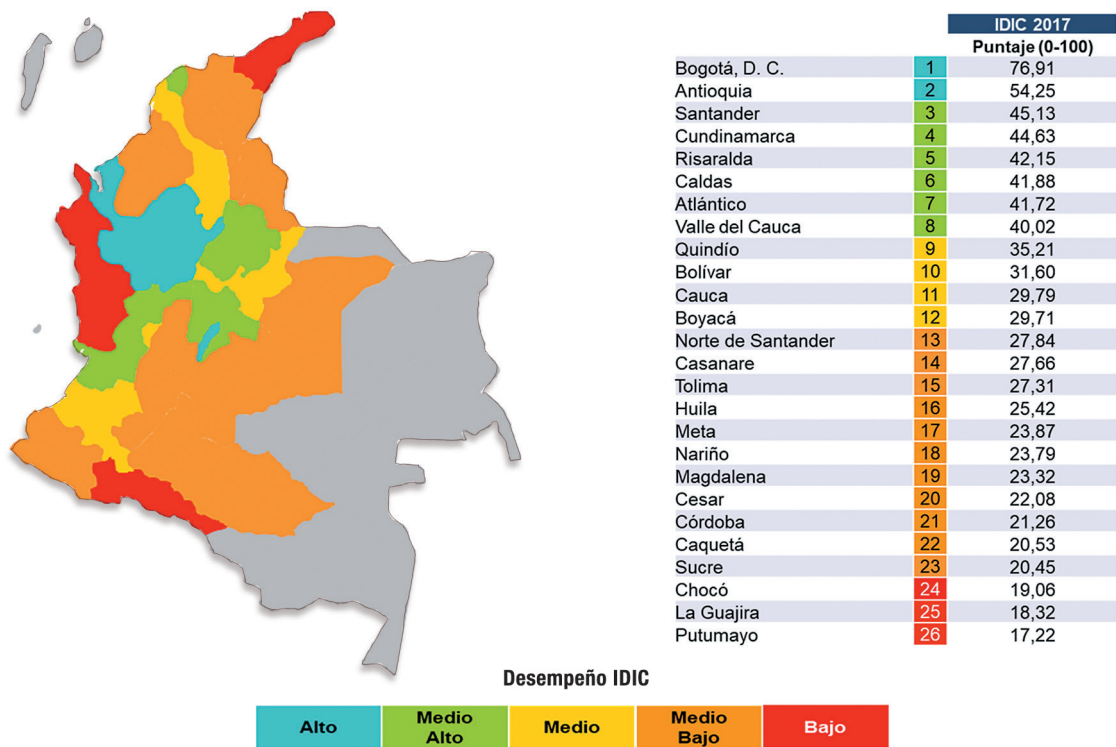 IDIC 2017
Puntaje (0-100)
Bogotá, D. C. 1 76,91
Antioquia 2 54,25
Santander 3 45,13
Cundinamarca 4 44,63
Risaralda 5 42,15
Caldas 6 41,88
Atlántico 7 41,72
Valle del Cauca 8 40,02
Quindío 9 35,21
Bolívar 10 31,60
Cauca 11 29,79
Boyacá 12 29,71
Norte de Santander 13 27,84
Casanare 14 27,66
Tolima 15 27,31
Huila 16 25,42
Meta 17 23,87
Nariño 18 23,79
Magdalena 19 23,32
Cesar 20 22,08
Córdoba 21 21,26
Caquetá 22 20,53
Sucre 23 20,45
Chocó 24 19,06
La Guajira 25 18,32
Putumayo 26 17,22
Desempeño IDIC
Alto Medio Alto Medio Medio Bajo Bajo